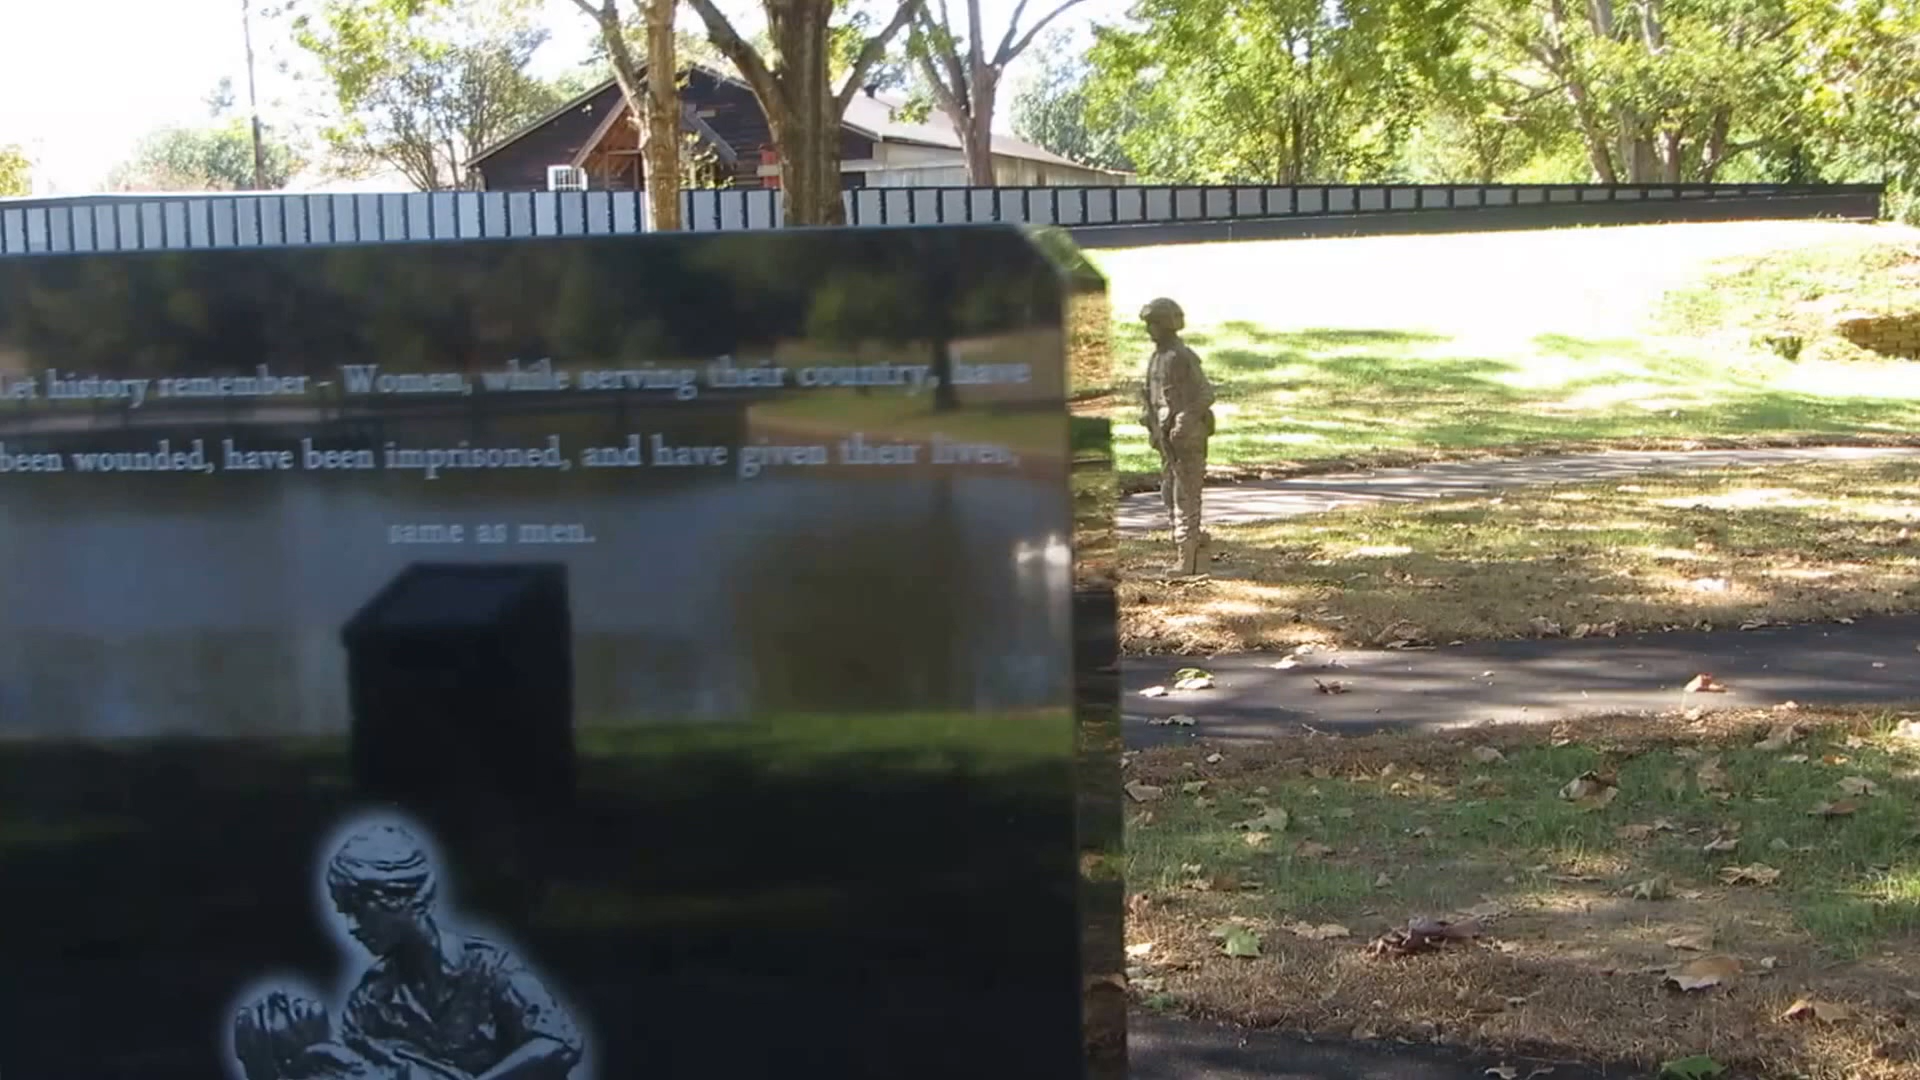 Let history remember - Women, while serving their country, have
been wounded, have been imprisoned, and have given their lives,
same as men.